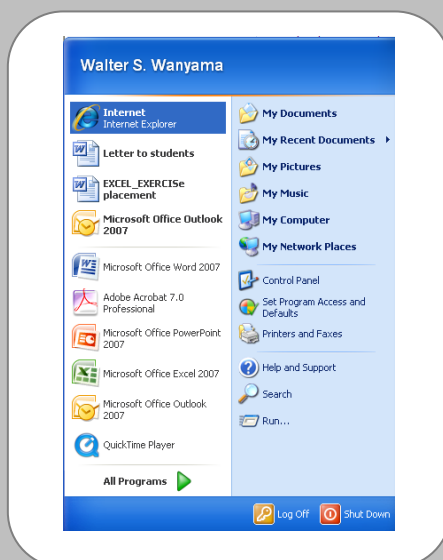 Walter S. Wanyama
Internet
Internet Explorer
Letter to students
EXCEL_EXERCISe
placement
Microsoft Office Outlook
2007
Microsoft Office Word 2007
Adobe Acrobat 7.0
Professional
Microsoft Office PowerPoint
2007
Microsoft Office Excel 2007
Microsoft Office Outlook
2007
QuickTime Player
All Programs
My Documents
My Recent Documents
My Pictures
My Music
My Computer
My Network Places
Control Panel
Set Program Access and
Defaults
Printers and Faxes
Help and Support
Search
Run...
Log Off
Shut Down